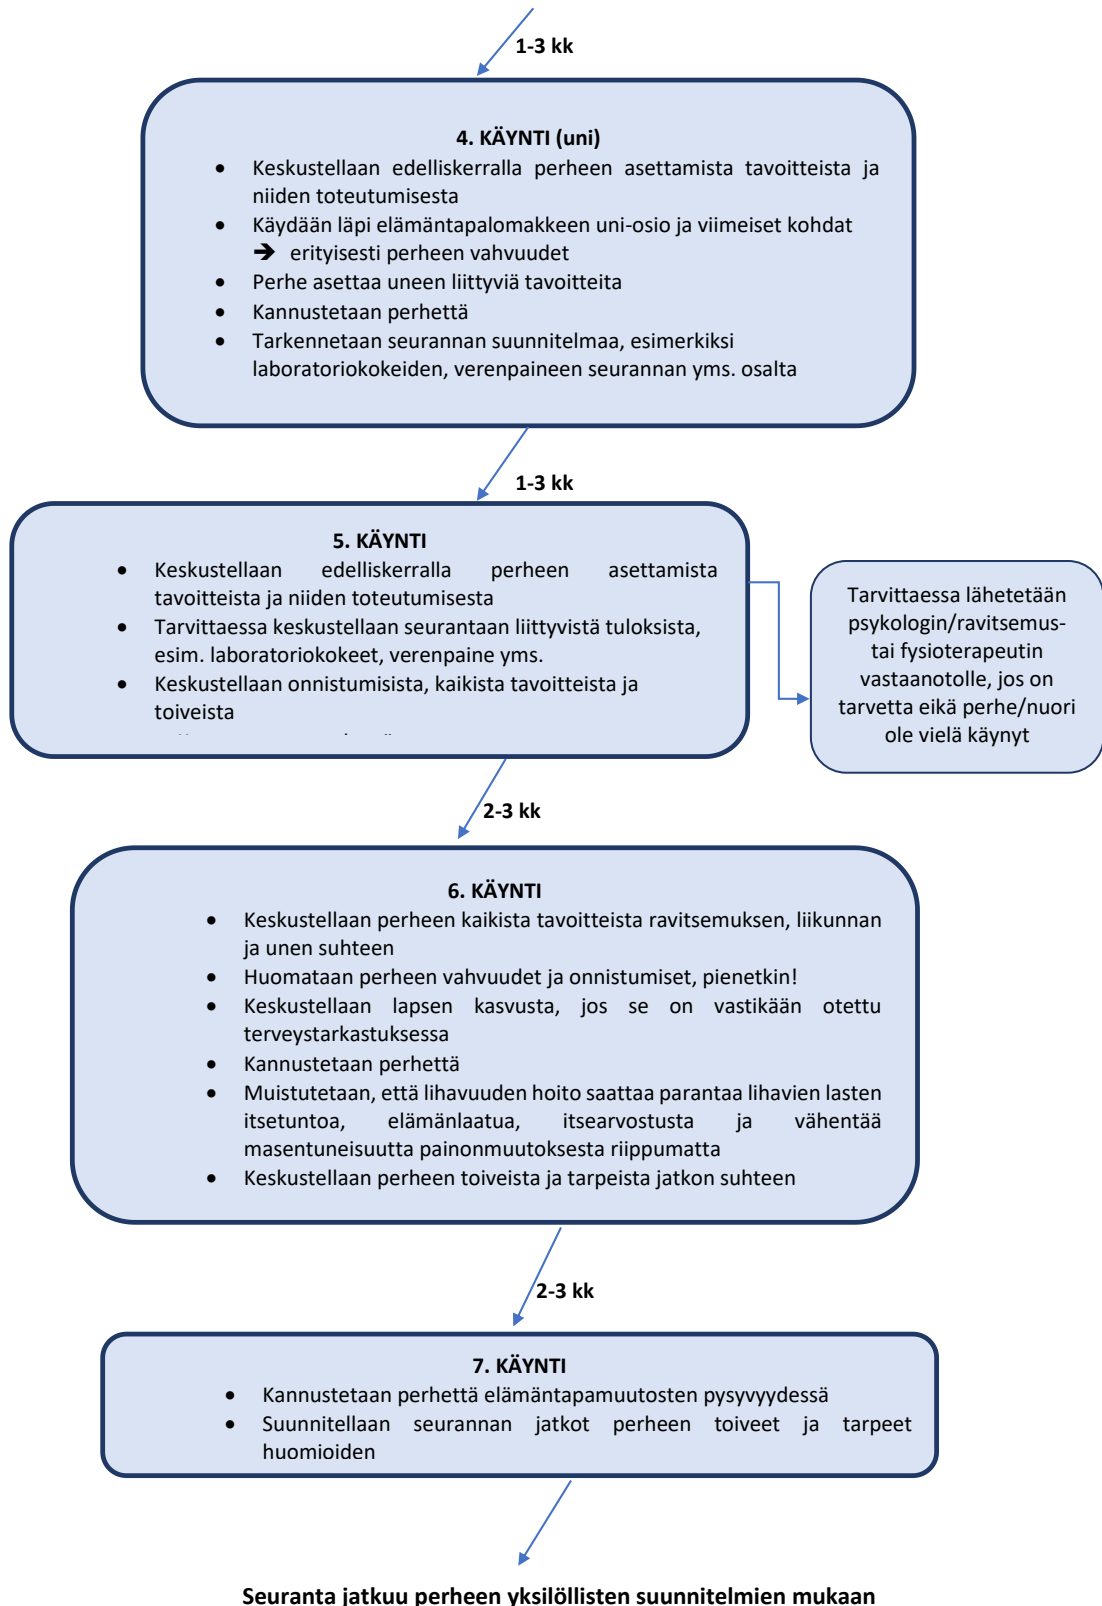 1-3 kk
4. KÄYNTI (uni)
• Keskustellaan edelliskerralla perheen asettamista tavoitteista ja
niiden toteutumisesta
• Käydään läpi elämäntapalomakkeen uni-osio ja viimeiset kohdat
➔ erityisesti perheen vahvuudet
• Perhe asettaa uneen liittyviä tavoitteita
• Kannustetaan perhettä
• Tarkennetaan seurannan suunnitelmaa, esimerkiksi
laboratoriokokeiden, verenpaineen seurannan yms. osalta
1-3 kk
5. KÄYNTI
• Keskustellaan edelliskerralla perheen asettamista
tavoitteista ja niiden toteutumisesta
• Tarvittaessa keskustellaan seurantaan liittyvistä tuloksista,
esim. laboratoriokokeet, verenpaine yms.
• Keskustellaan onnistumisista, kaikista tavoitteista ja
toiveista
Tarvittaessa lähetetään
psykologin/ravitsemus-
tai fysioterapeutin
vastaanotolle, jos on
tarvetta eikä perhe/nuori
ole vielä käynyt
2-3 kk
6. KÄYNTI
• Keskustellaan perheen kaikista tavoitteista ravitsemuksen, liikunnan
ja unen suhteen
• Huomataan perheen vahvuudet ja onnistumiset, pienetkin!
• Keskustellaan lapsen kasvusta, jos se on vastikään otettu
terveystarkastuksessa
• Kannustetaan perhettä
• Muistutetaan, että lihavuuden hoito saattaa parantaa lihavien lasten
itsetuntoa, elämänlaatua, itsearvostusta ja vähentää
masentuneisuutta painonmuutoksesta riippumatta
• Keskustellaan perheen toiveista ja tarpeista jatkon suhteen
2-3 kk
7. KÄYNTI
• Kannustetaan perhettä elämäntapamuutosten pysyvyydessä
• Suunnitellaan seurannan jatkot perheen toiveet ja tarpeet
huomioiden
Seuranta jatkuu perheen yksilöllisten suunnitelmien mukaan